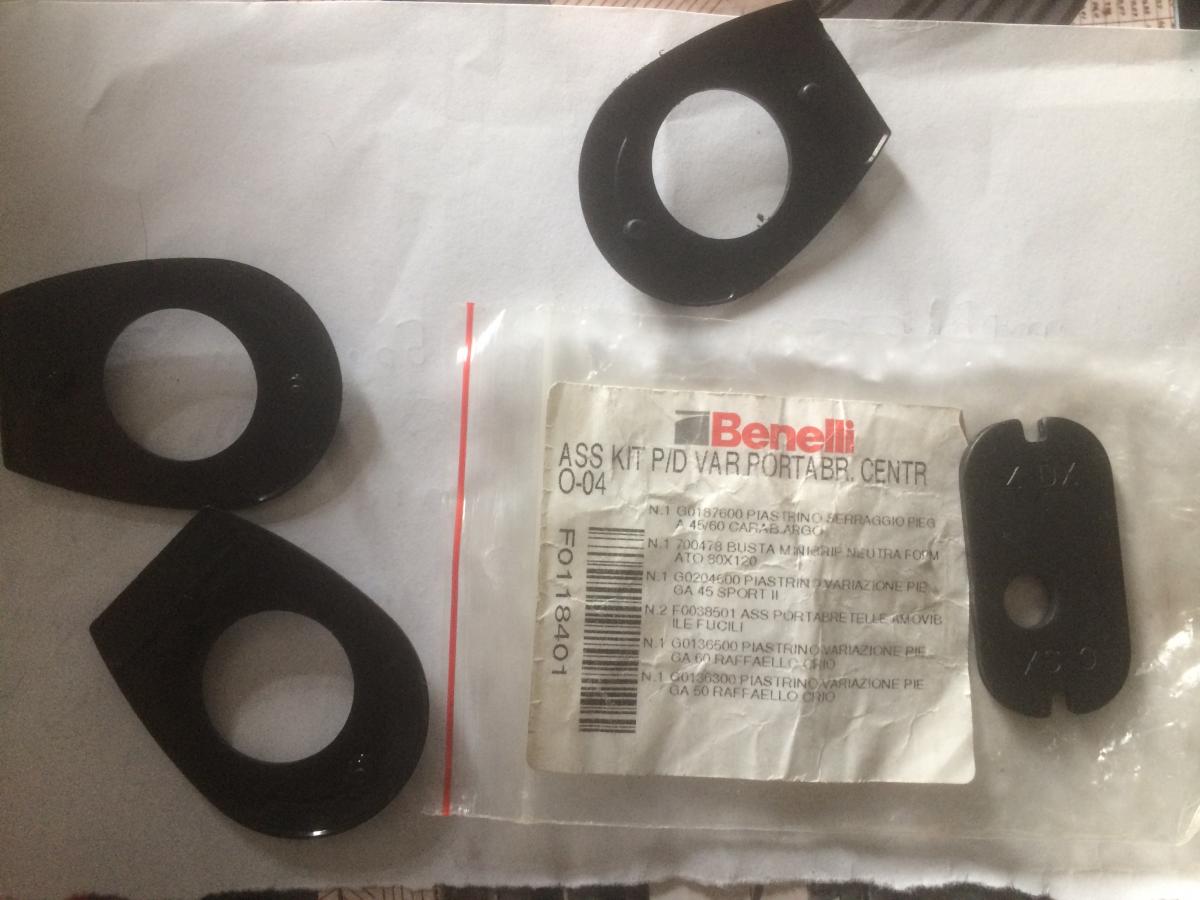 Benelli
ASS KIT P/D VAR.PORTABR. CENTR
O-04
N.1 G0187600 PIASTRINO SERRAGGIO PIEG
A 45/60 CARAB.ARGO
N.1 700478 BUSTA MINIGRIP NEUTRA FORM
ATO 80X120
N.1 G0204600 PIASTRINO VARIAZIONE PIE
GA 45 SPORT II
N.2 F0038501 ASS PORTABRETELLE AMOVIB
ILE FUCILI
N.1 G0136500 PIASTRINO VARIAZIONE PIE
GA 60 RAFFAELLO CRIO
N.1 G0136300 PIASTRINO VARIAZIONE PIE
GA 50 RAFFAELLO CRIO
F0118401